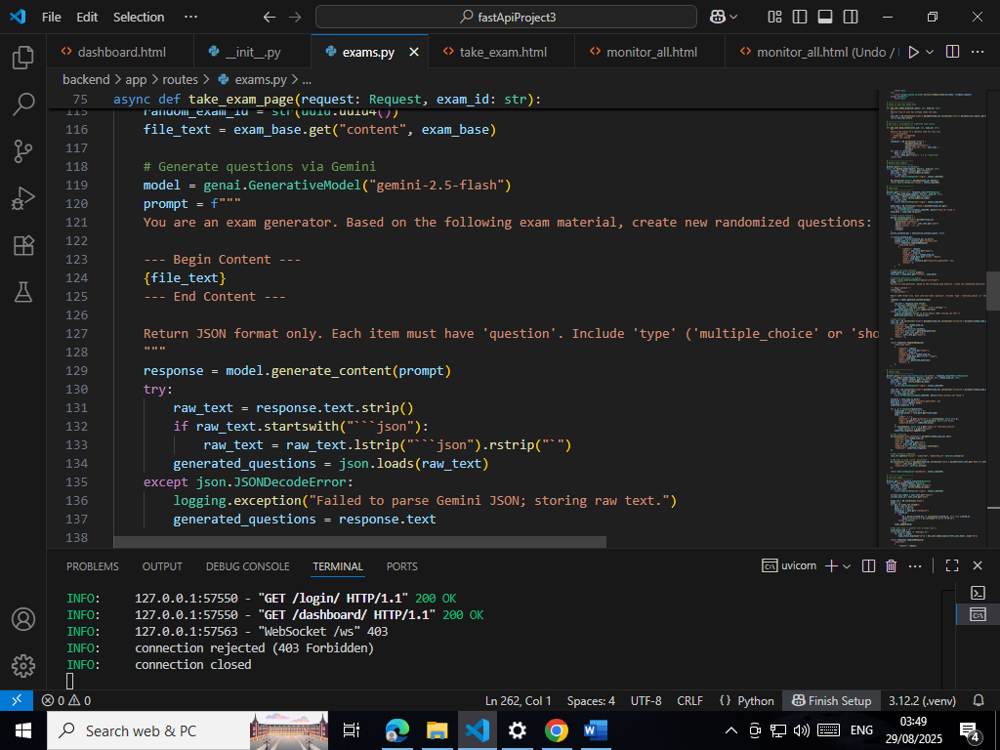 File Edit Selection ··· fastApiProject3
dashboard.html __init__.py exams.py take_exam.html monitor_all.html monitor_all.html (Undo /
backend > app > routes > exams.py > ...
75 async def take_exam_page(request: Request, exam_id: str):
115 random_exam_id = str(uuid.uuid4())
116 file_text = exam_base.get("content", exam_base)
117
118 # Generate questions via Gemini
119 model = genai.GenerativeModel("gemini-2.5-flash")
120 prompt = f"""
121 You are an exam generator. Based on the following exam material, create new randomized questions:
122
123 --- Begin Content ---
124 {file_text}
125 --- End Content ---
126
127 Return JSON format only. Each item must have 'question'. Include 'type' ('multiple_choice' or 'sho
128 """
129 response = model.generate_content(prompt)
130 try:
131 raw_text = response.text.strip()
132 if raw_text.startswith("```json"):
133 raw_text = raw_text.lstrip("```json").rstrip("`")
134 generated_questions = json.loads(raw_text)
135 except json.JSONDecodeError:
136 logging.exception("Failed to parse Gemini JSON; storing raw text.")
137 generated_questions = response.text
138
PROBLEMS OUTPUT DEBUG CONSOLE TERMINAL PORTS uvicorn
INFO: 127.0.0.1:57550 - "GET /login/ HTTP/1.1" 200 OK
INFO: 127.0.0.1:57550 - "GET /dashboard/ HTTP/1.1" 200 OK
INFO: 127.0.0.1:57563 - "WebSocket /ws" 403
INFO: connection rejected (403 Forbidden)
INFO: connection closed
0 0 Ln 262, Col 1 Spaces: 4 UTF-8 CRLF {} Python Finish Setup 3.12.2 (.venv)
Search web & PC ENG 03:49
29/08/2025 4